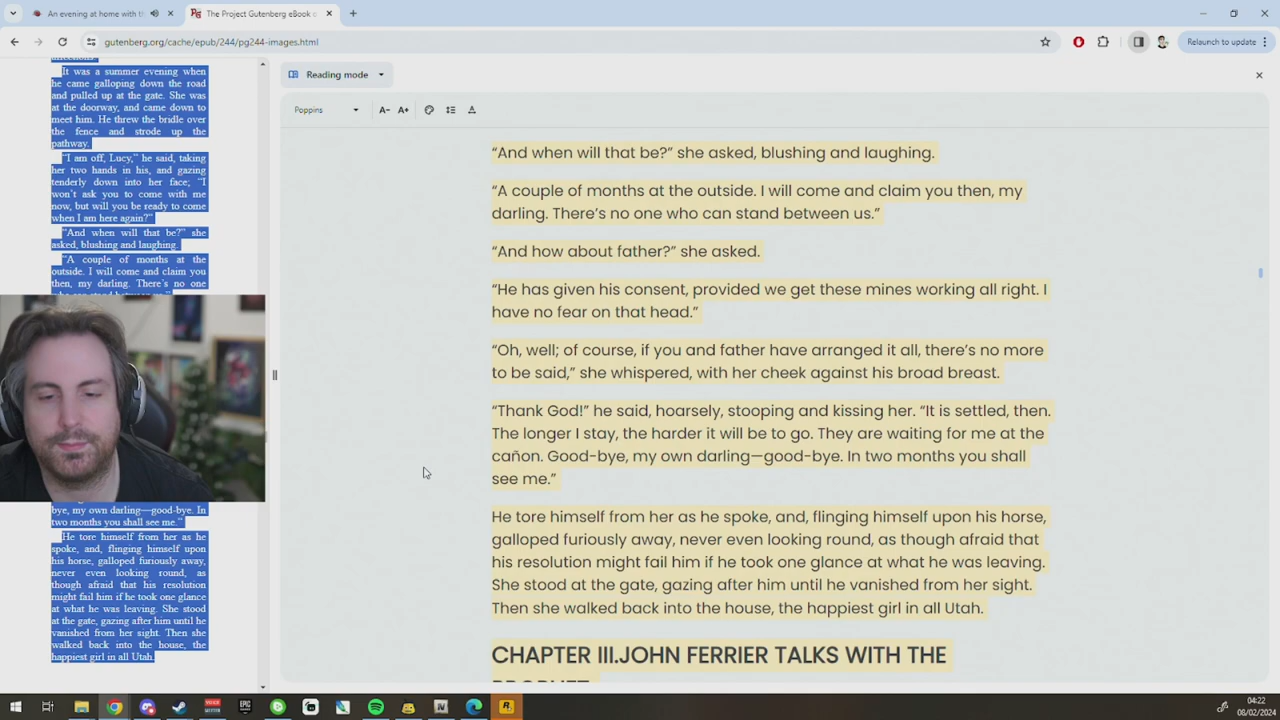 An evening at home with th
The Project Gutenberg eBook o
gutenberg.org/cache/epub/244/pg244-images.html
Relaunch to update
affections?"
It was a summer evening when
he came galloping down the road
and pulled up at the gate. She was
at the doorway, and came down to
meet him. He threw the bridle over
the fence and strode up the
pathway.
“I am off, Lucy,” he said, taking
her two hands in his, and gazing
tenderly down into her face; “I
won’t ask you to come with me
now, but will you be ready to come
when I am here again?”
“And when will that be?” she
asked, blushing and laughing.
“A couple of months at the
outside. I will come and claim you
then, my darling. There’s no one
bye, my own darling—good-bye. In
two months you shall see me.”
He tore himself from her as he
spoke, and, flinging himself upon
his horse, galloped furiously away,
never even looking round, as
though afraid that his resolution
might fail him if he took one glance
at what he was leaving. She stood
at the gate, gazing after him until he
vanished from her sight. Then she
walked back into the house, the
happiest girl in all Utah.
Reading mode
Poppins
A- A+
“And when will that be?” she asked, blushing and laughing.
“A couple of months at the outside. I will come and claim you then, my
darling. There’s no one who can stand between us.”
“And how about father?” she asked.
“He has given his consent, provided we get these mines working all right. I
have no fear on that head.”
“Oh, well; of course, if you and father have arranged it all, there’s no more
to be said,” she whispered, with her cheek against his broad breast.
“Thank God!” he said, hoarsely, stooping and kissing her. “It is settled, then.
The longer I stay, the harder it will be to go. They are waiting for me at the
cañon. Good-bye, my own darling—good-bye. In two months you shall
see me.”
He tore himself from her as he spoke, and, flinging himself upon his horse,
galloped furiously away, never even looking round, as though afraid that
his resolution might fail him if he took one glance at what he was leaving.
She stood at the gate, gazing after him until he vanished from her sight.
Then she walked back into the house, the happiest girl in all Utah.
CHAPTER III.JOHN FERRIER TALKS WITH THE
PROPHET
04:22
08/02/2024